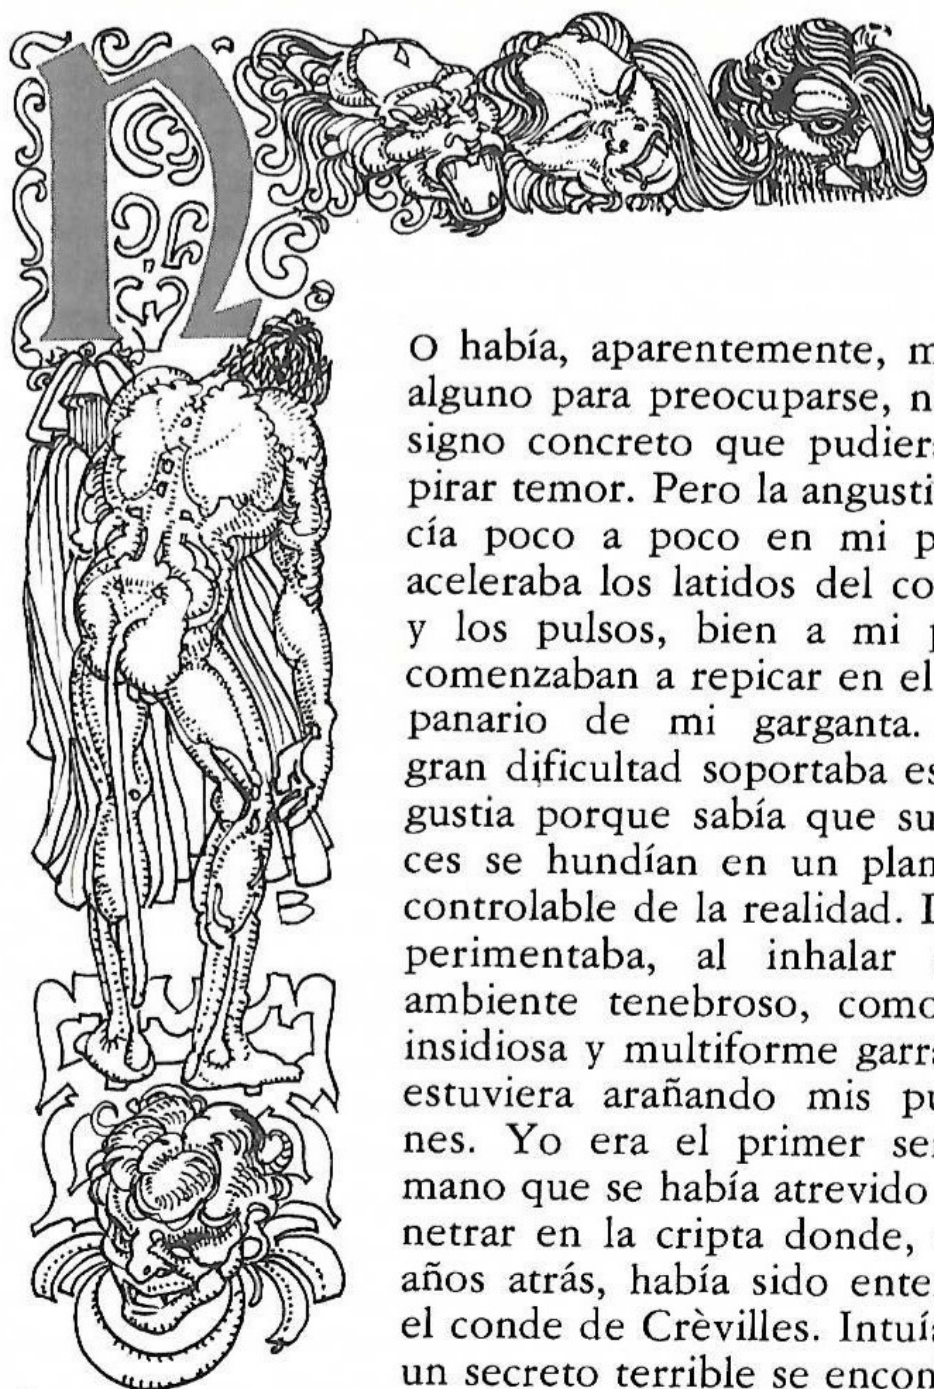 N
O había, aparentemente, m
alguno para preocuparse, n
signo concreto que pudiera
pirar temor. Pero la angusti
cía poco a poco en mi p
aceleraba los latidos del co
y los pulsos, bien a mi p
comenzaban a repicar en el
panario de mi garganta.
gran dificultad soportaba es
gustia porque sabía que su
ces se hundían en un plan
controlable de la realidad. I
perimentaba, al inhalar
ambiente tenebroso, como
insidiosa y multiforme garra
estuviera arañando mis pu
nes. Yo era el primer se
mano que se había atrevido
netrar en la cripta donde,
años atrás, había sido ente
el conde de Crèvilles. Intuía
un secreto terrible se encon
B